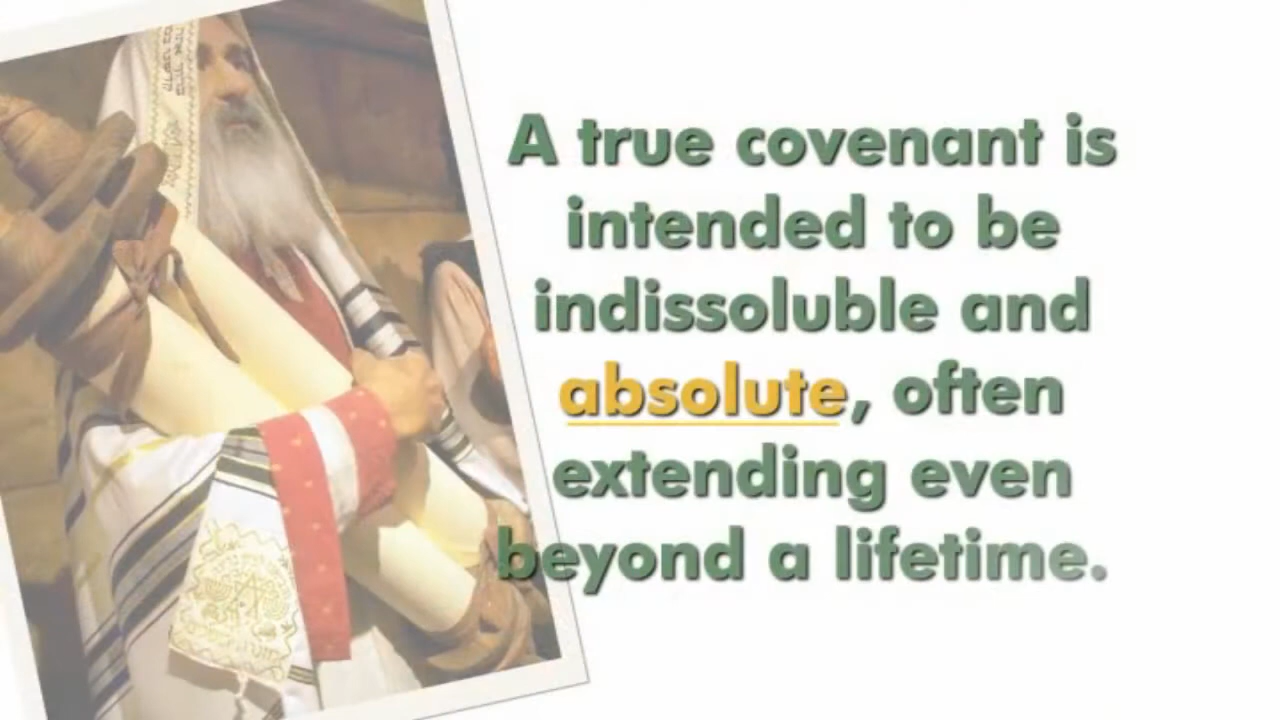 A true covenant is
intended to be
indissoluble and
absolute, often
extending even
beyond a lifetime.